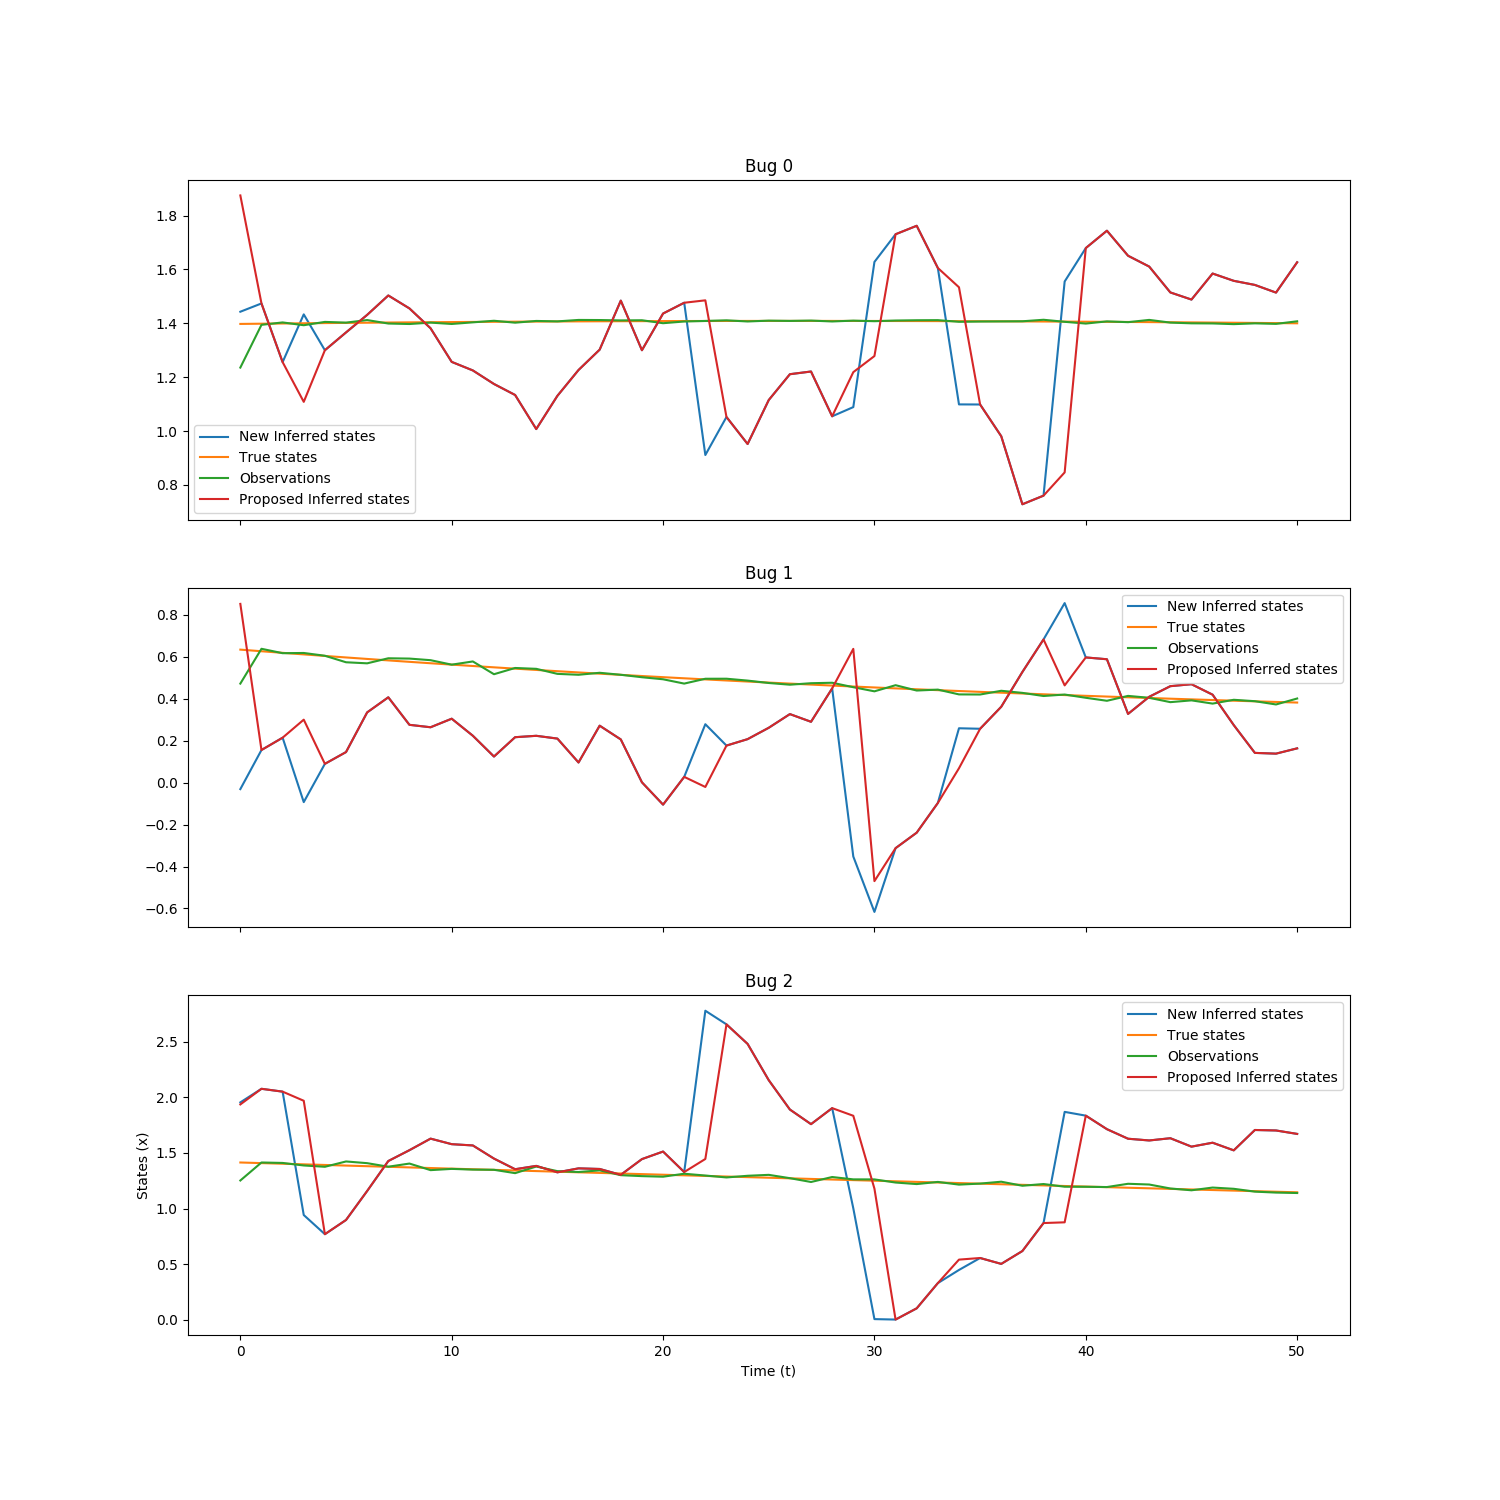 Bug 0
1.8
1.6
1.4
1.2
1.0
0.8
New Inferred states
True states
Observations
Proposed Inferred states
Bug 1
0.8
0.6
0.4
0.2
0.0
−0.2
−0.4
−0.6
New Inferred states
True states
Observations
Proposed Inferred states
Bug 2
2.5
2.0
1.5
1.0
0.5
0.0
States (x)
New Inferred states
True states
Observations
Proposed Inferred states
0 10 20 30 40 50
Time (t)